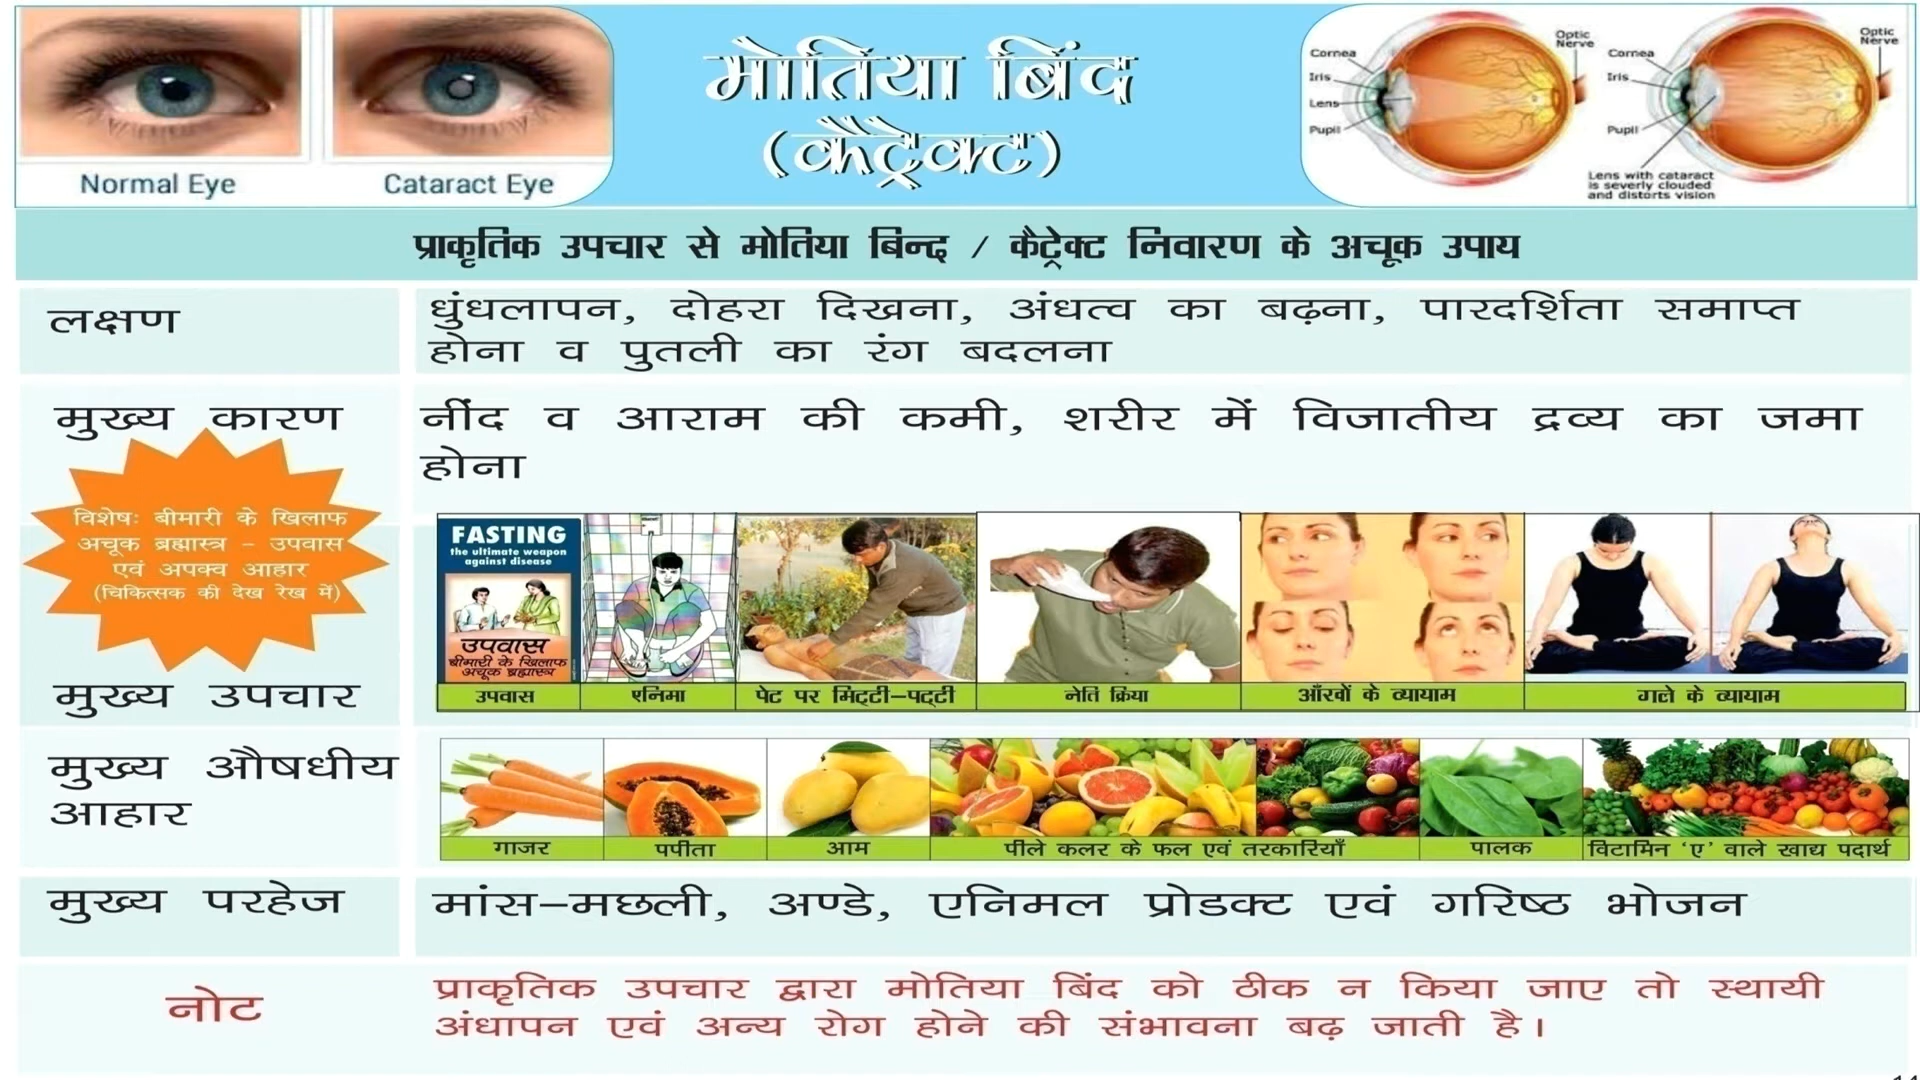 Normal Eye
Cataract Eye
मौतिया बिंद
(कैट्रेक्ट)
Cornea
Iris
Lens
Pupil
Optic
Nerve
Cornea
Iris
Pupil
Optic
Nerve
Lens with cataract
is severly clouded
and distorts vision
प्राकृतिक उपचार से मोतिया बिन्द / कैट्रेक्ट निवारण के अचूक उपाय
लक्षण
धुंधलापन, दोहरा दिखना, अंधत्व का बढ़ना, पारदर्शिता समाप्त
होना व पुतली का रंग बदलना
मुख्य कारण
नींद व आराम की कमी, शरीर में विजातीय द्रव्य का जमा
होना
विशेषः बीमारी के खिलाफ
अचूक ब्रह्मास्त्र – उपवास
एवं अपक्व आहार
(चिकित्सक की देख रेख में)
मुख्य उपचार
FASTING
the ultimate weapon
against disease
उपवास
बीमारी के खिलाफ
अचूक ब्रह्मास्त्र
उपवास
एनिमा
पेट पर मिट्टी–पट्टी
नेति क्रिया
आँखों के व्यायाम
गले के व्यायाम
मुख्य औषधीय
आहार
गाजर
पपीता
आम
पीले कलर के फल एवं तरकारियाँ
पालक
विटामिन ‘ए’ वाले खाद्य पदार्थ
मुख्य परहेज
मांस–मछली, अण्डे, एनिमल प्रोडक्ट एवं गरिष्ठ भोजन
नोट
प्राकृतिक उपचार द्वारा मोतिया बिंद को ठीक न किया जाए तो स्थायी
अंधापन एवं अन्य रोग होने की संभावना बढ़ जाती है।